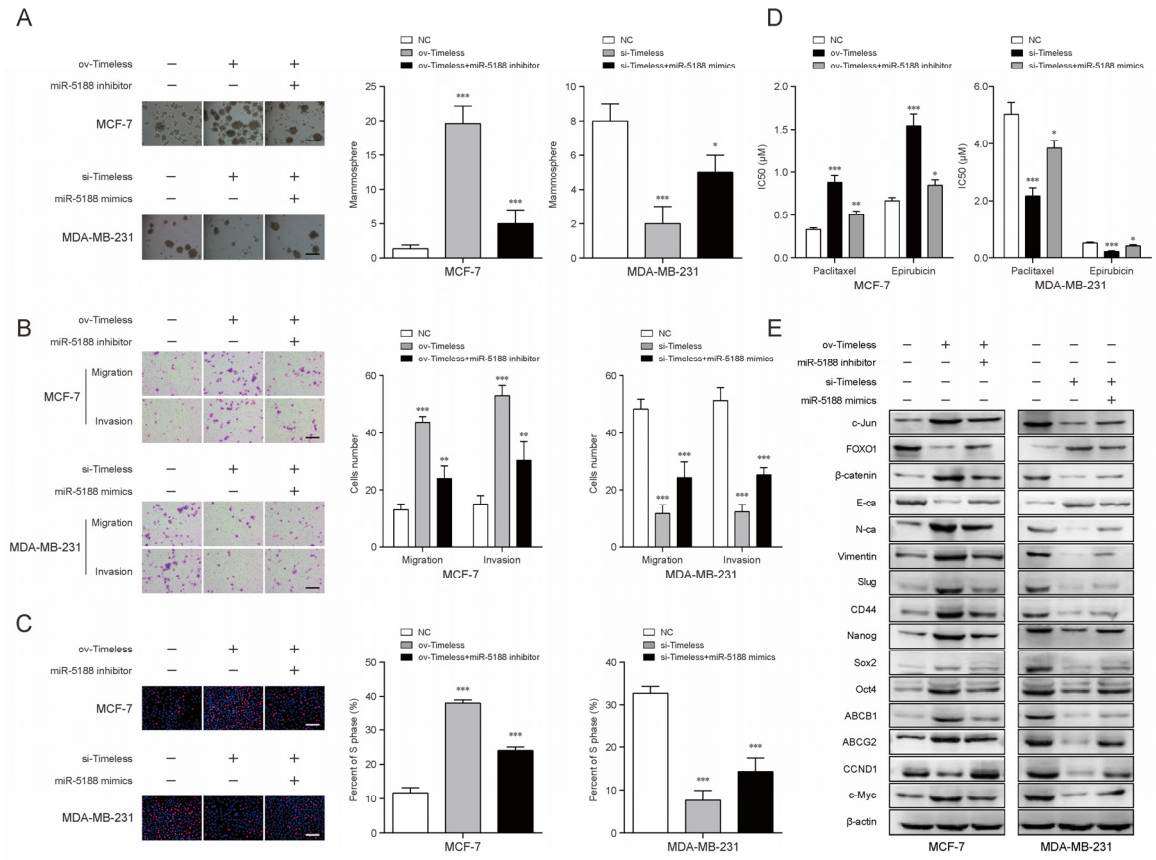 A
ov-Timeless – + +
miR-5188 inhibitor – – +
MCF-7
si-Timeless – + +
miR-5188 mimics – – +
MDA-MB-231
NC
ov-Timeless
ov-Timeless+miR-5188 inhibitor
Mammosphere
25
20
15
10
5
0
***
***
MCF-7
NC
si-Timeless
si-Timeless+miR-5188 mimics
Mammosphere
10
8
6
4
2
0
***
*
MDA-MB-231
D
NC
ov-Timeless
ov-Timeless+miR-5188 inhibitor
IC50 (μM)
2.0
1.5
1.0
0.5
0.0
***
**
***
*
Paclitaxel Epirubicin
MCF-7
NC
si-Timeless
si-Timeless+miR-5188 mimics
IC50 (μM)
6.0
4.0
2.0
0.0
***
*
***
*
Paclitaxel Epirubicin
MDA-MB-231
B
ov-Timeless – + +
miR-5188 inhibitor – – +
Migration
MCF-7
Invasion
si-Timeless – + +
miR-5188 mimics – – +
Migration
MDA-MB-231
Invasion
NC
ov-Timeless
ov-Timeless+miR-5188 inhibitor
Cells number
60
40
20
0
***
**
***
**
Migration Invasion
MCF-7
NC
si-Timeless
si-Timeless+miR-5188 mimics
Cells number
60
40
20
0
***
***
***
***
Migration Invasion
MDA-MB-231
C
ov-Timeless – + +
miR-5188 inhibitor – – +
MCF-7
si-Timeless – + +
miR-5188 mimics – – +
MDA-MB-231
NC
ov-Timeless
ov-Timeless+miR-5188 inhibitor
Percent of S phase (%)
50
40
30
20
10
0
***
***
MCF-7
NC
si-Timeless
si-Timeless+miR-5188 mimics
Percent of S phase (%)
40
30
20
10
0
***
***
MDA-MB-231
E
ov-Timeless – + + – – –
miR-5188 inhibitor – – + – – –
si-Timeless – – – – + +
miR-5188 mimics – – – – – +
c-Jun
FOXO1
β-catenin
E-ca
N-ca
Vimentin
Slug
CD44
Nanog
Sox2
Oct4
ABCB1
ABCG2
CCND1
c-Myc
β-actin
MCF-7 MDA-MB-231